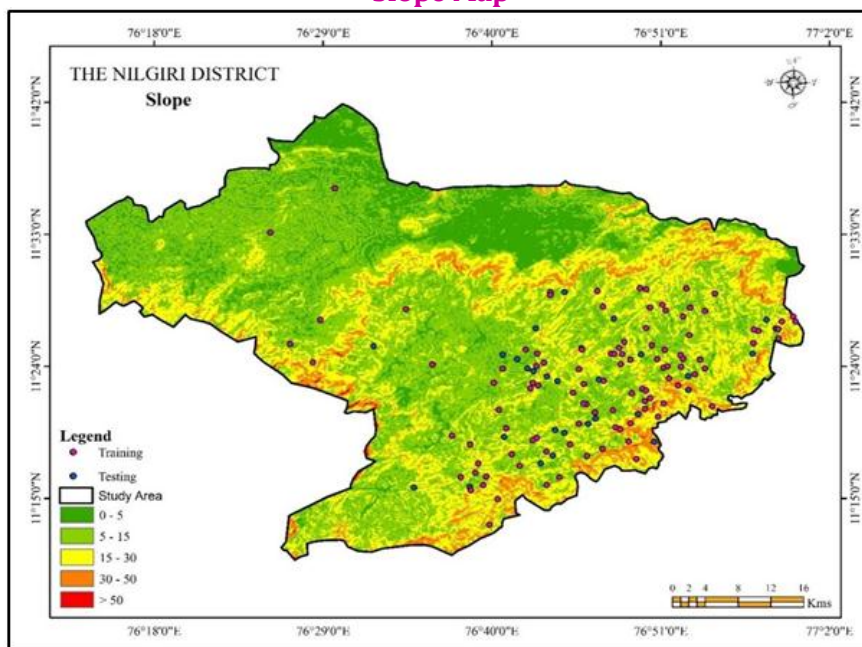 Slope Map
76°18'0"E 76°29'0"E 76°40'0"E 76°51'0"E 77°2'0"E
THE NILGIRI DISTRICT
Slope
11°42'0"N 11°42'0"N
11°33'0"N 11°33'0"N
11°24'0"N 11°24'0"N
11°15'0"N 11°15'0"N
Legend
Training
Testing
Study Area
0 - 5
5 - 15
15 - 30
30 - 50
> 50
0 2 4 8 12 16
Kms
76°18'0"E 76°29'0"E 76°40'0"E 76°51'0"E 77°2'0"E